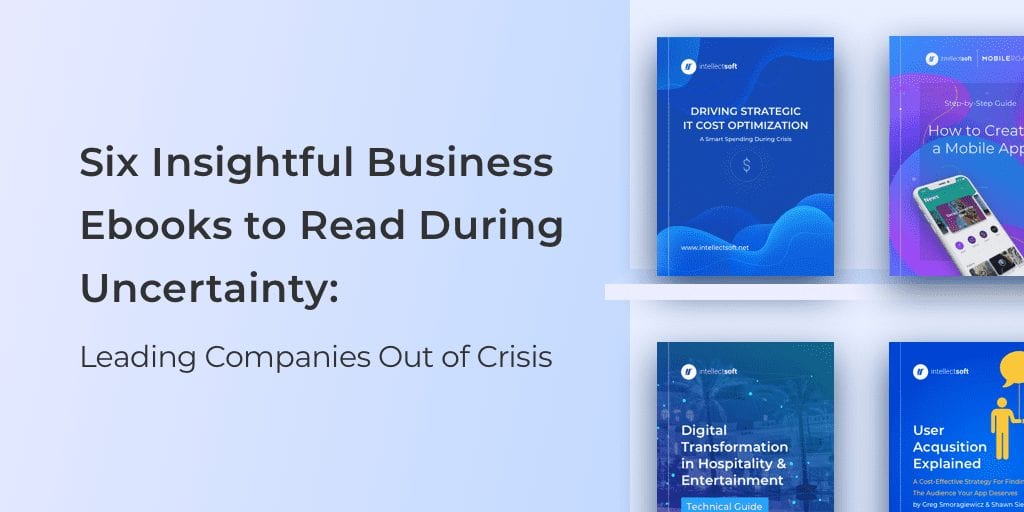 Six Insightful Business
Ebooks to Read During
Uncertainty:
Leading Companies Out of Crisis
intellectsoft
DRIVING STRATEGIC
IT COST OPTIMIZATION
A Smart Spending During Crisis
$
www.intellectsoft.net
intellectsoft
MOBILEROA
Step-by-Step Guide
How to Creat
a Mobile App
News
intellectsoft
Digital
Transformation
in Hospitality &
Entertainment
Technical Guide
intellectsoft
User
Acqusition
Explained
A Cost-Effective Strategy For Findin
The Audience Your App Deserves
by Greg Smoragiewicz & Shawn Sie